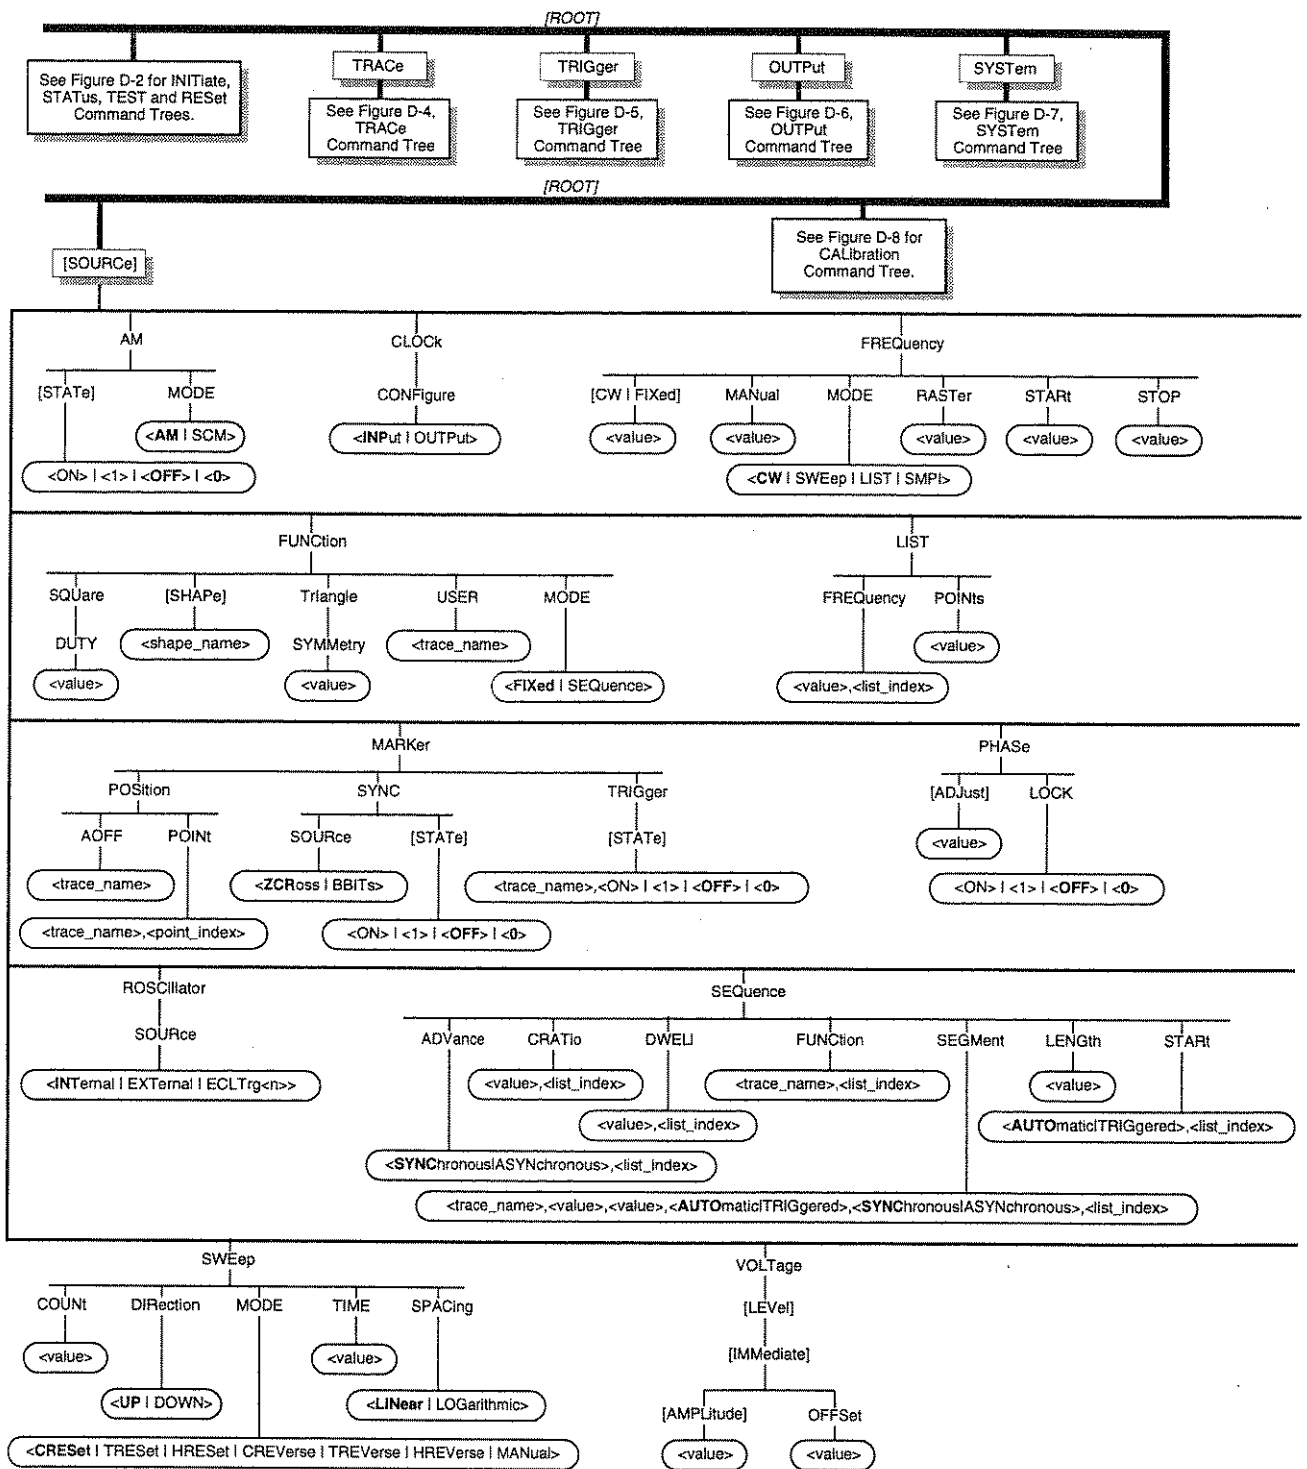 [ROOT]
See Figure D-2 for INITiate,
STATus, TEST and RESet
Command Trees.
TRACe
See Figure D-4,
TRACe
Command Tree
TRIGger
See Figure D-5,
TRIGger
Command Tree
OUTPut
See Figure D-6,
OUTPut
Command Tree
SYSTem
See Figure D-7,
SYSTem
Command Tree
[ROOT]
[SOURCe]
See Figure D-8 for
CALibration
Command Tree.
AM
[STATe]
MODE
<AM | SCM>
<ON> | <1> | <OFF> | <0>
CLOCk
CONFigure
<INPut | OUTPut>
FREQuency
[CW | FIXed]
MANual
MODE
RASTer
STARt
STOP
<value>
<value>
<value>
<value>
<value>
<CW | SWEep | LIST | SMPl>
FUNCtion
SQUare
[SHAPe]
TrIangle
USER
MODE
DUTY
<shape_name>
SYMMetry
<trace_name>
<value>
<value>
<FIXed | SEQuence>
LIST
FREQuency
POINts
<value>
<value>,<list_index>
MARKer
POSition
SYNC
TRIGger
AOFF
POINt
SOURce
[STATe]
[STATe]
<trace_name>
<ZCRoss | BBITs>
<trace_name>,<ON> | <1> | <OFF> | <0>
<trace_name>,<point_index>
<ON> | <1> | <OFF> | <0>
PHASe
[ADJust]
LOCK
<value>
<ON> | <1> | <OFF> | <0>
ROSCillator
SOURce
<INTernal | EXTernal | ECLTrg<n>>
SEQuence
ADVance
CRATio
DWELl
FUNCtion
SEGMent
LENGth
STARt
<value>,<list_index>
<trace_name>,<list_index>
<value>
<value>,<list_index>
<AUTOmatic|TRIGgered>,<list_index>
<SYNChronous|ASYNchronous>,<list_index>
<trace_name>,<value>,<value>,<AUTOmatic|TRIGgered>,<SYNChronous|ASYNchronous>,<list_index>
SWEep
COUNt
DIRection
MODE
TIME
SPACing
<value>
<value>
<UP | DOWN>
<LINear | LOGarithmic>
<CRESet | TRESet | HRESet | CREVerse | TREVerse | HREVerse | MANual>
VOLTage
[LEVel]
[IMMediate]
[AMPLitude]
OFFSet
<value>
<value>